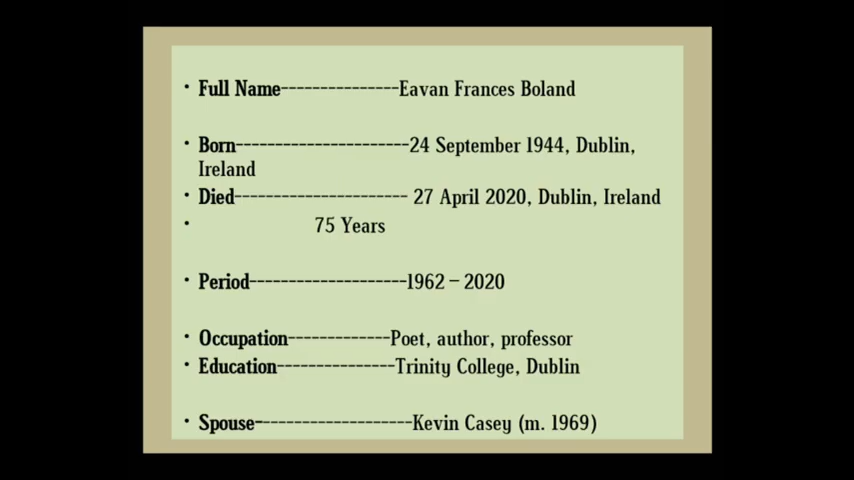 • Full Name---------------Eavan Frances Boland
• Born----------------------24 September 1944, Dublin,
Ireland
• Died---------------------- 27 April 2020, Dublin, Ireland
• 75 Years
• Period--------------------1962 – 2020
• Occupation-------------Poet, author, professor
• Education---------------Trinity College, Dublin
• Spouse--------------------Kevin Casey (m. 1969)